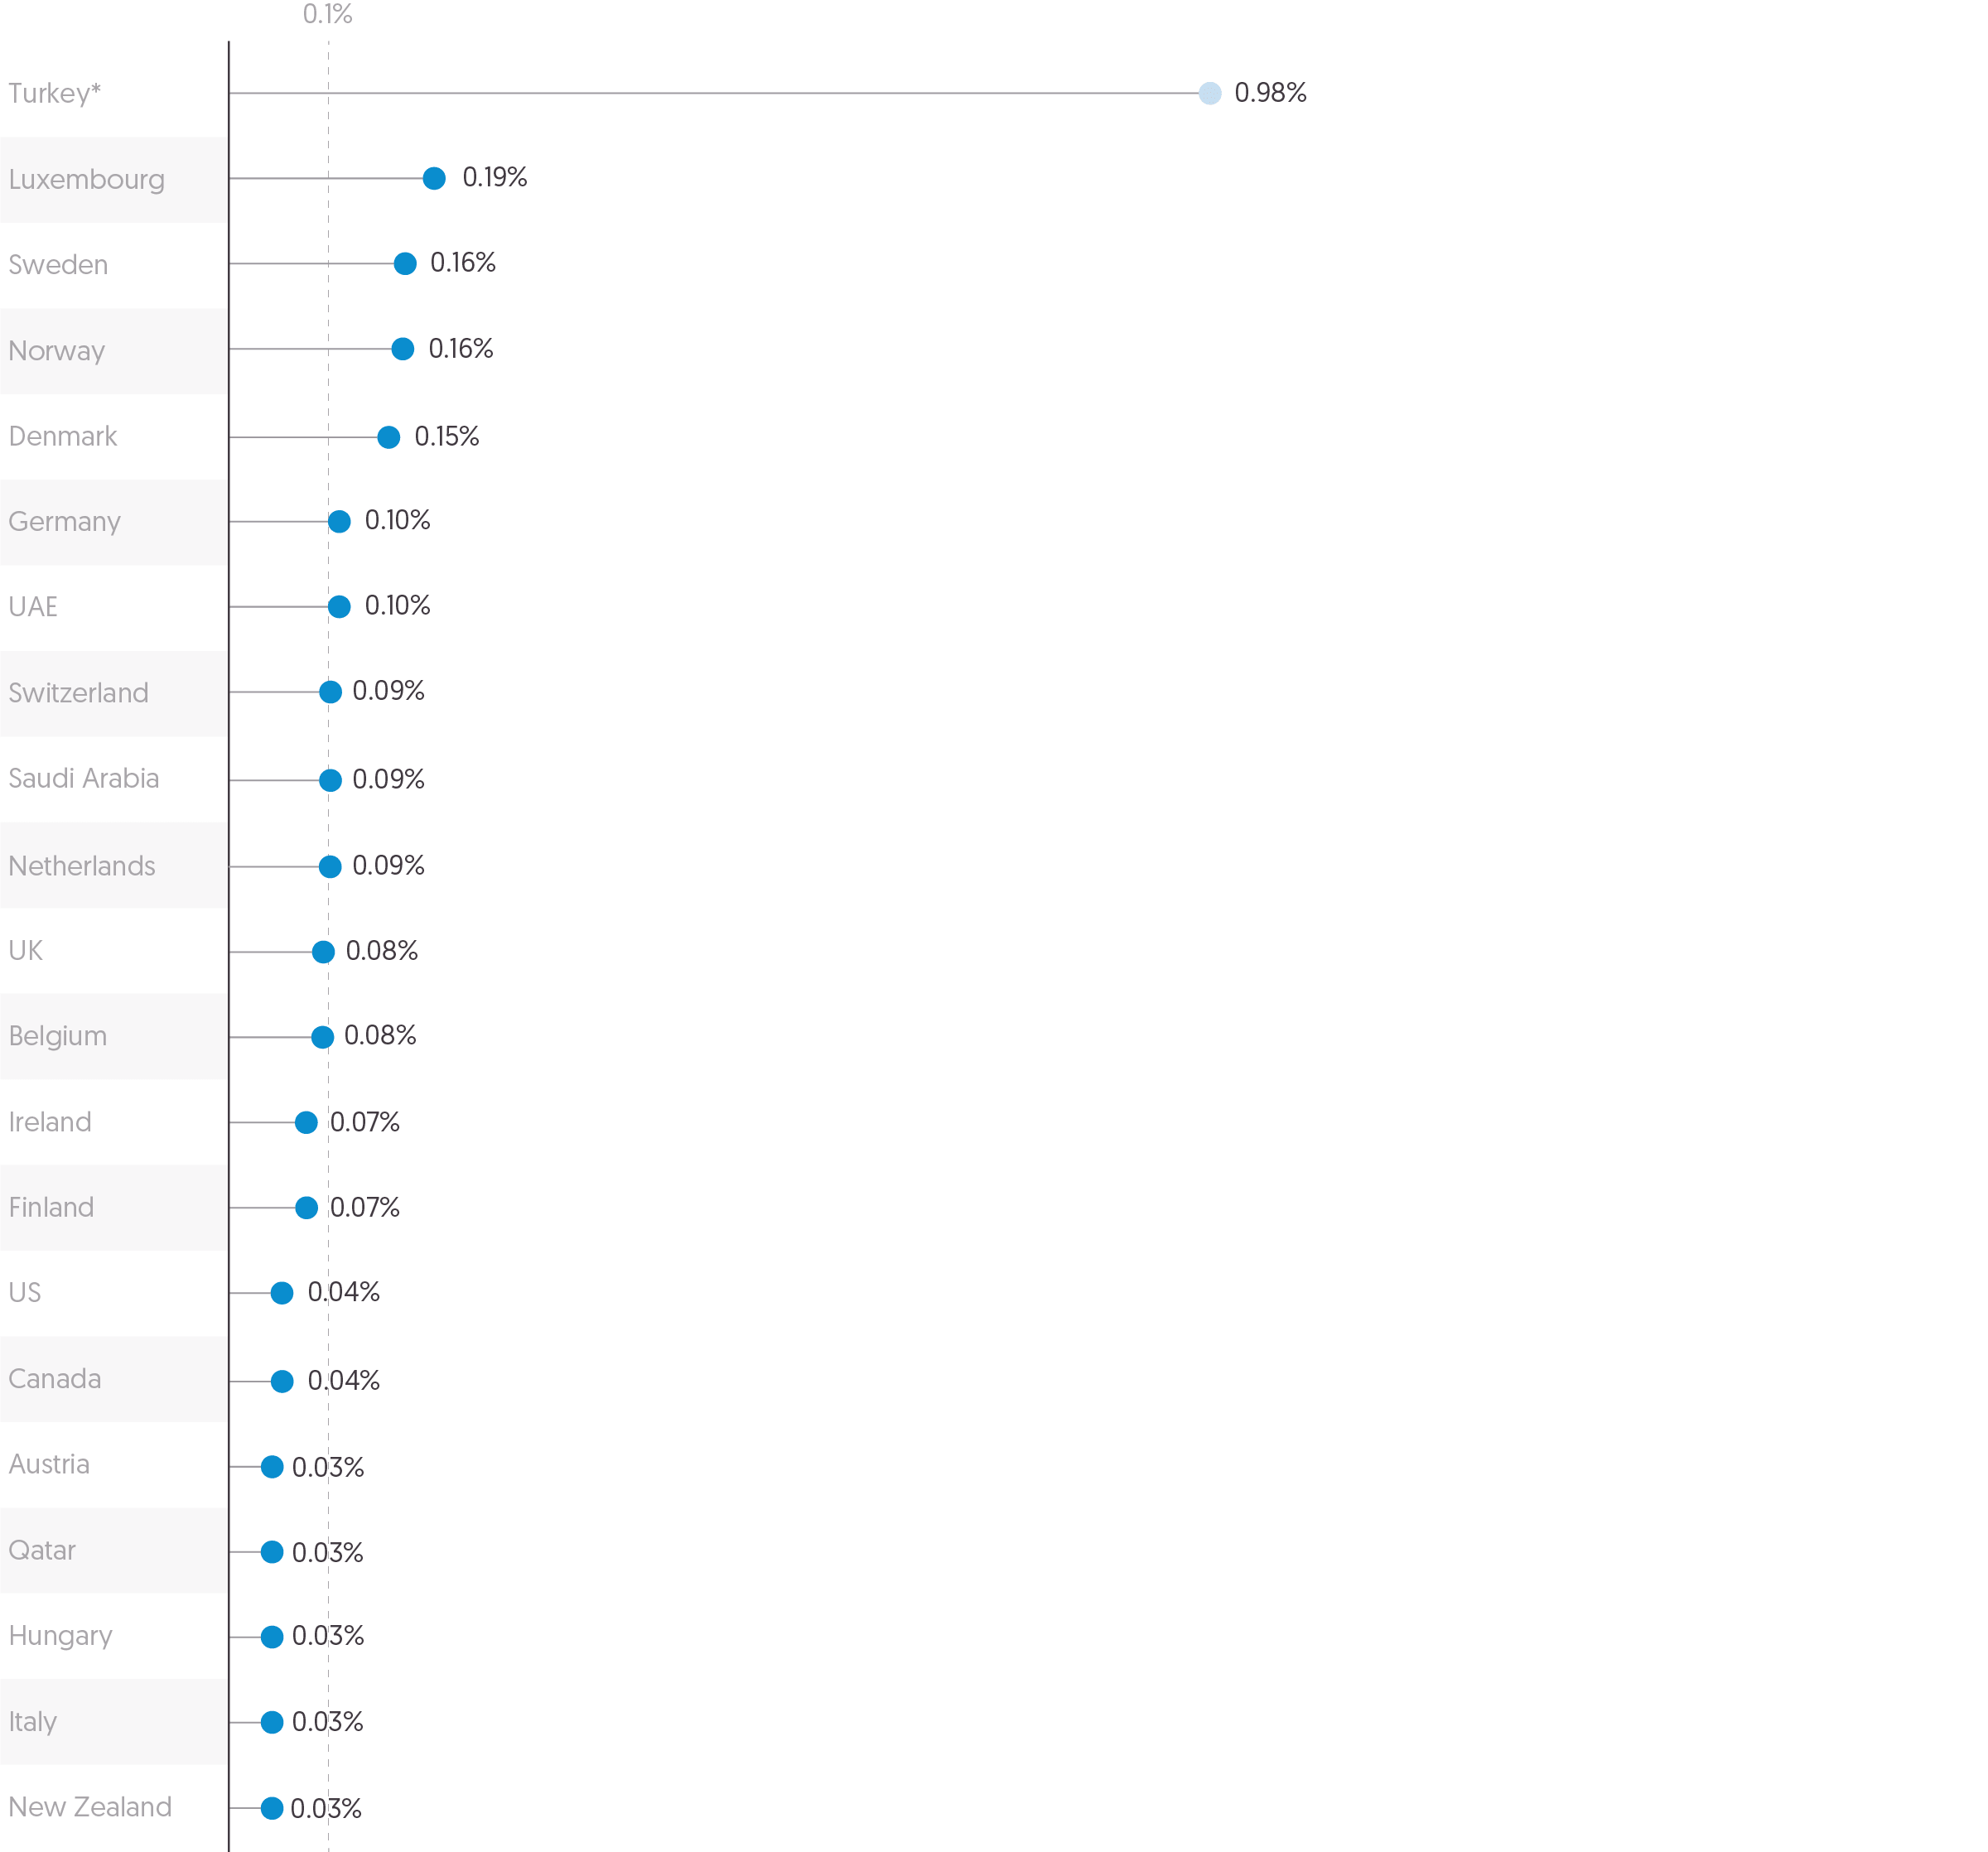 0.1%
Turkey* 0.98%
Luxembourg 0.19%
Sweden 0.16%
Norway 0.16%
Denmark 0.15%
Germany 0.10%
UAE 0.10%
Switzerland 0.09%
Saudi Arabia 0.09%
Netherlands 0.09%
UK 0.08%
Belgium 0.08%
Ireland 0.07%
Finland 0.07%
US 0.04%
Canada 0.04%
Austria 0.03%
Qatar 0.03%
Hungary 0.03%
Italy 0.03%
New Zealand 0.03%